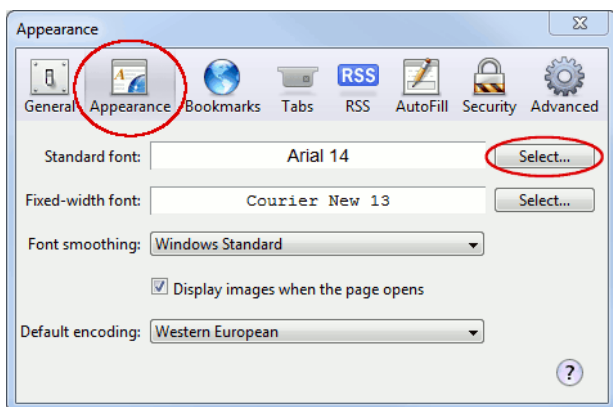 Appearance
General Appearance Bookmarks Tabs RSS AutoFill Security Advanced
Standard font: Arial 14 Select...
Fixed-width font: Courier New 13 Select...
Font smoothing: Windows Standard
Display images when the page opens
Default encoding: Western European
?